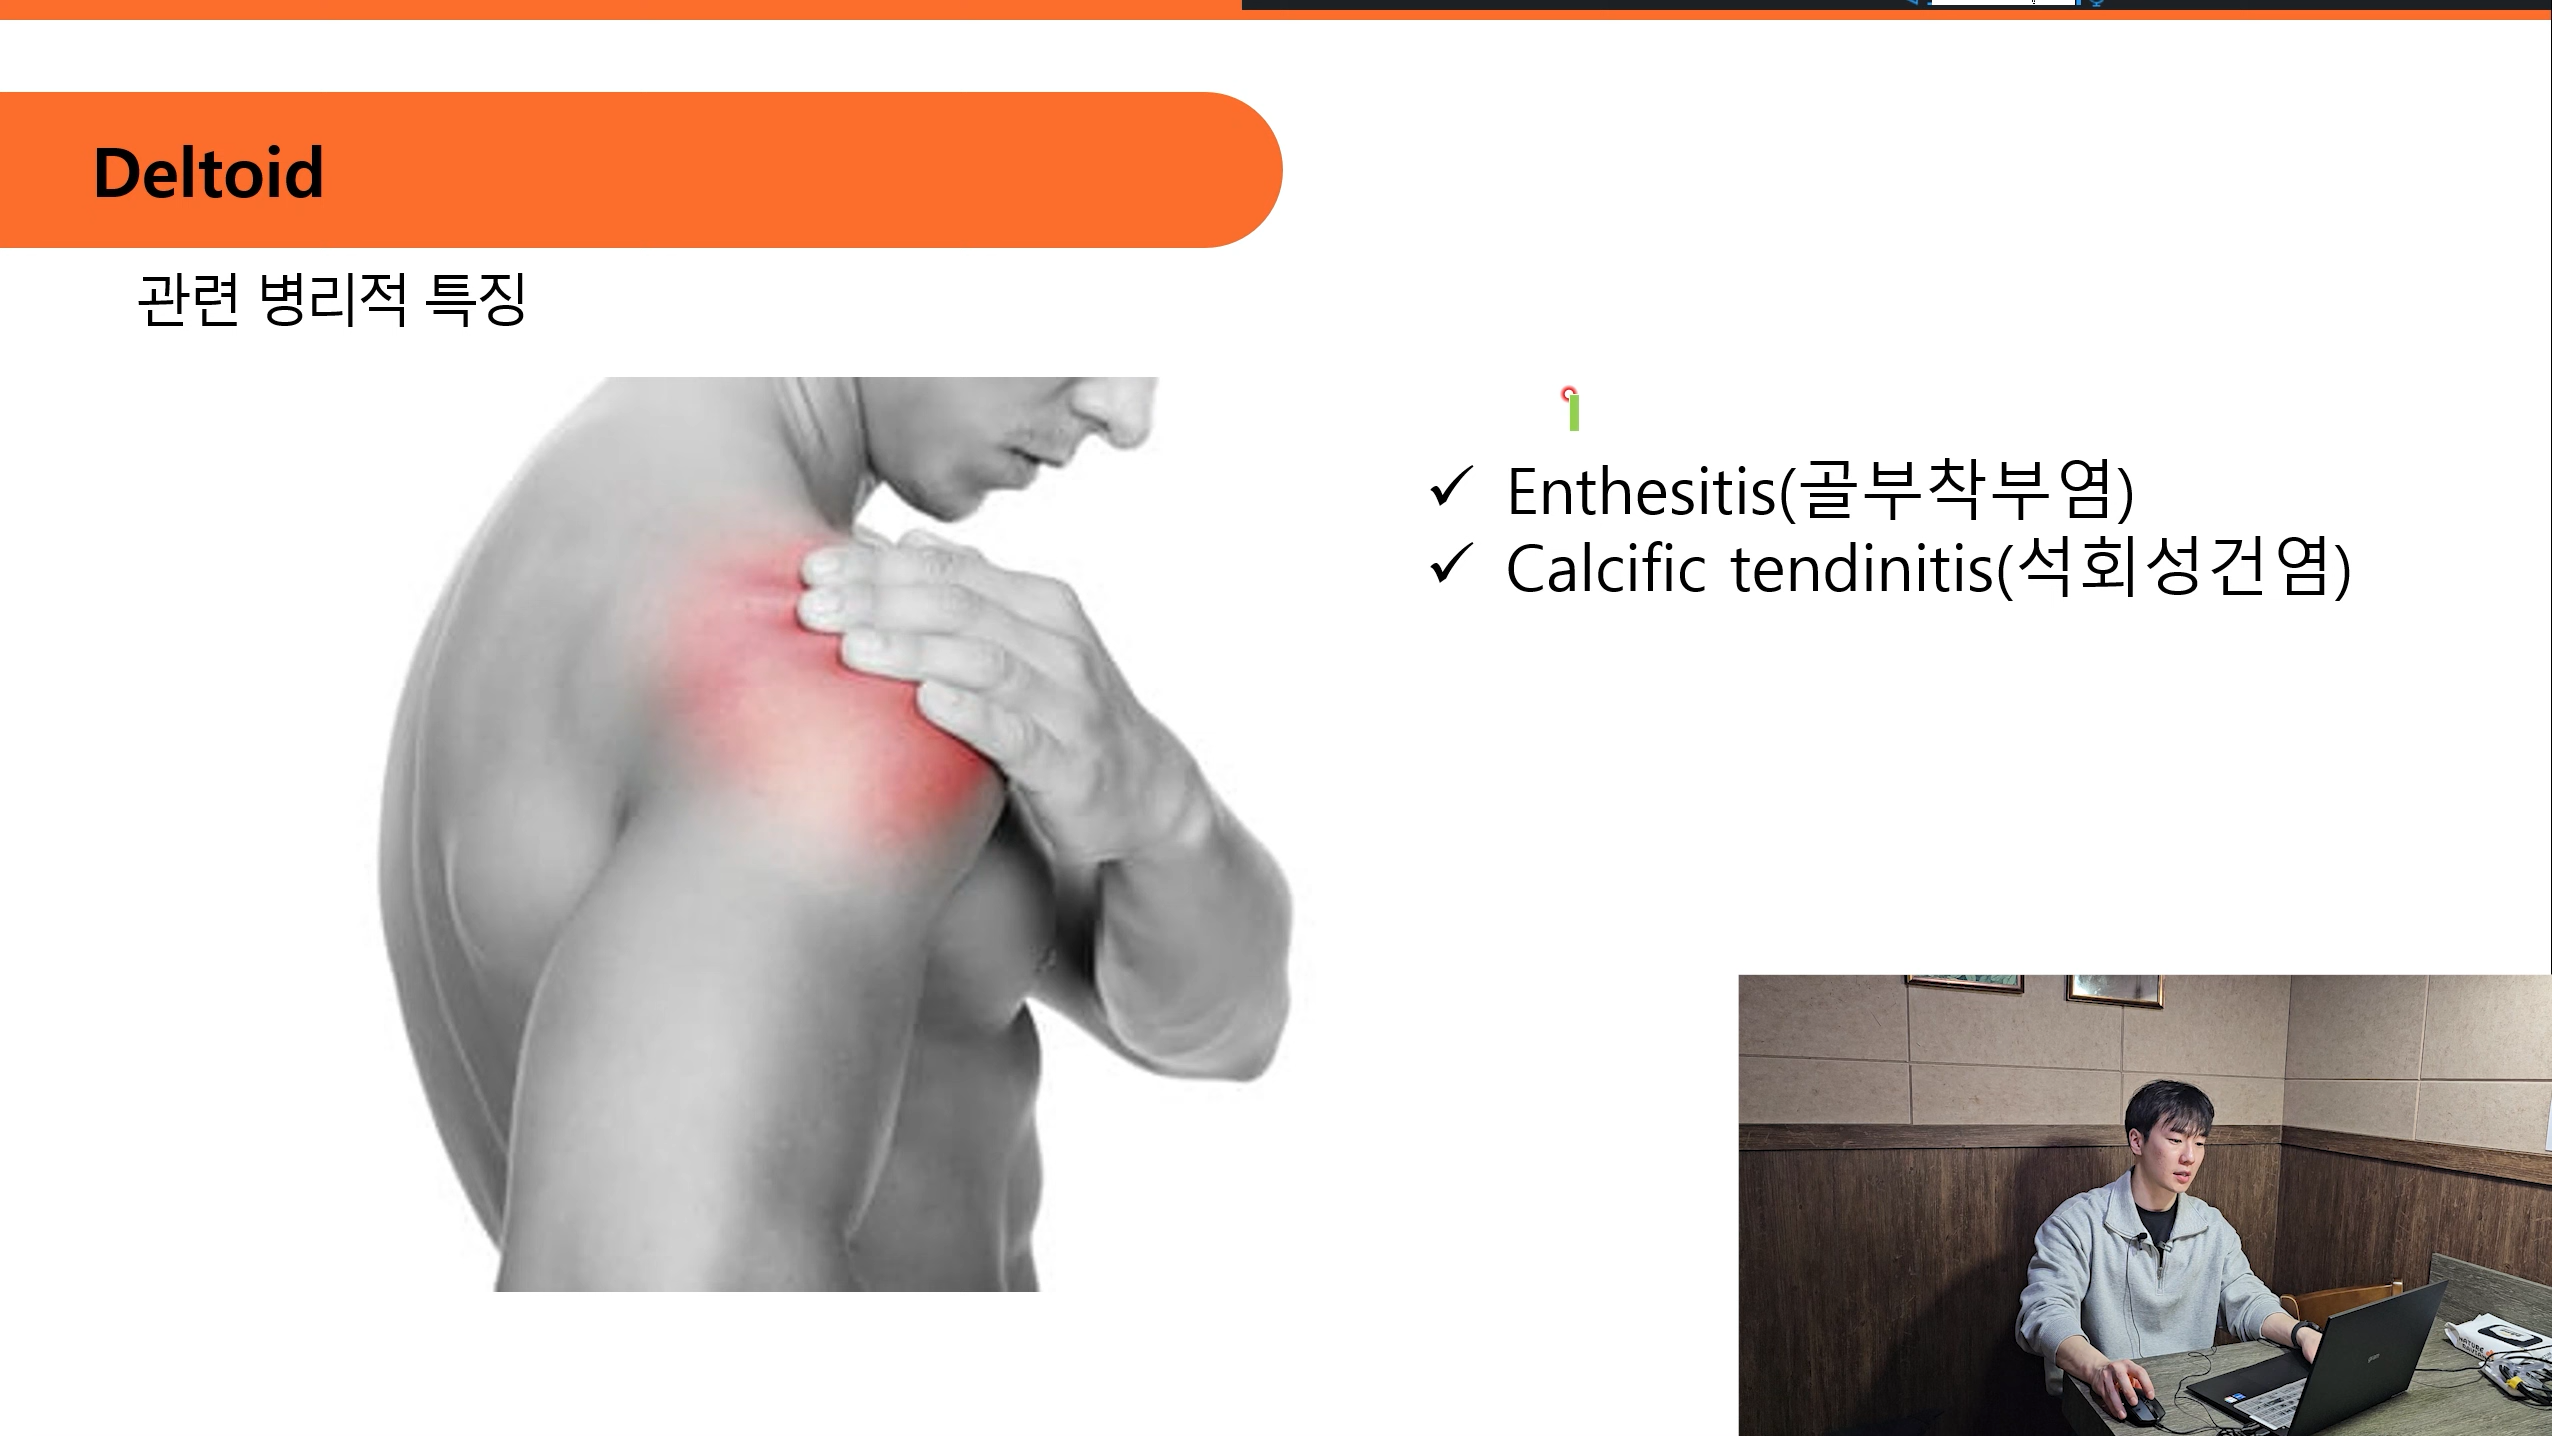 Deltoid
관련 병리적 특징
✓ Enthesitis(골부착부염)
✓ Calcific tendinitis(석회성건염)